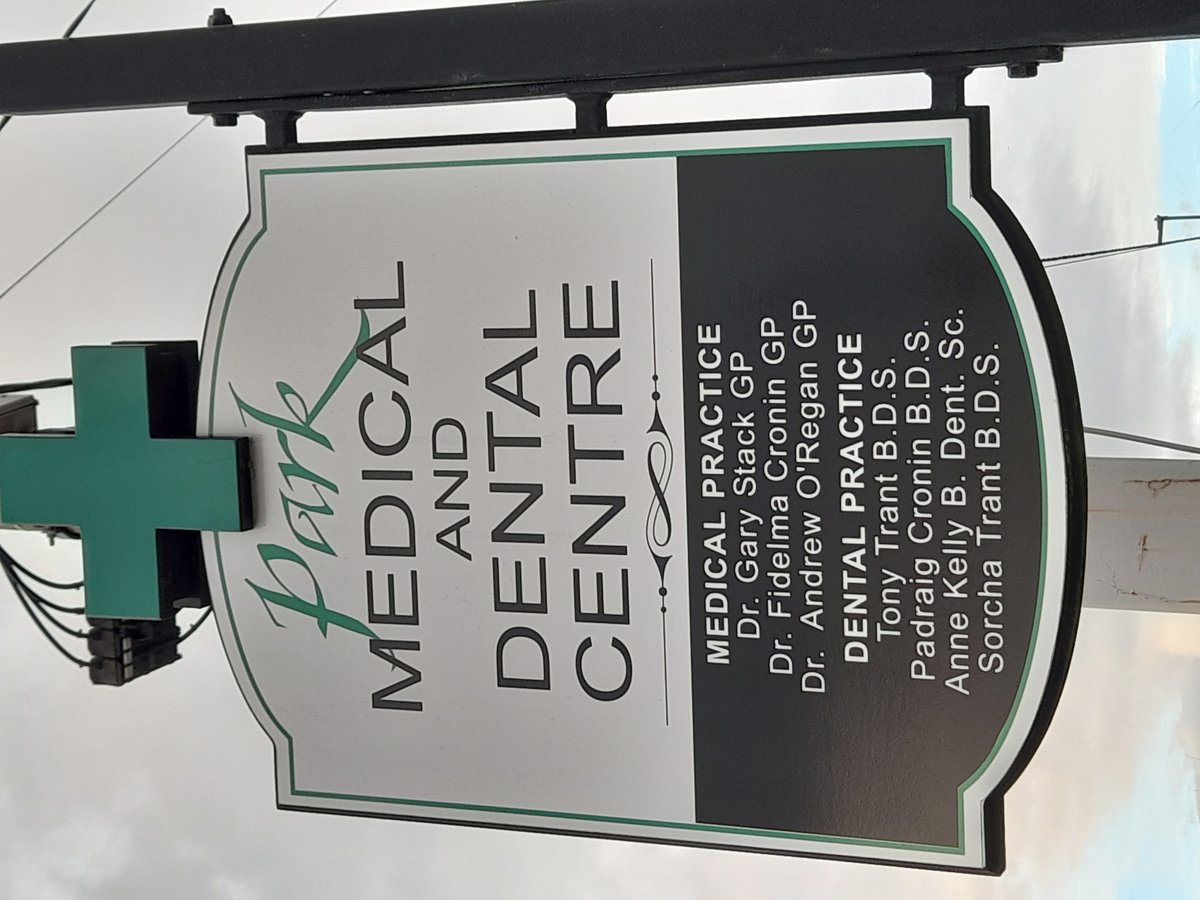 Park
MEDICAL
AND
DENTAL
CENTRE
MEDICAL PRACTICE
Dr. Gary Stack GP
Dr. Fidelma Cronin GP
Dr. Andrew O'Regan GP
DENTAL PRACTICE
Tony Trant B.D.S.
Padraig Cronin B.D.S.
Anne Kelly B. Dent. Sc.
Sorcha Trant B.D.S.